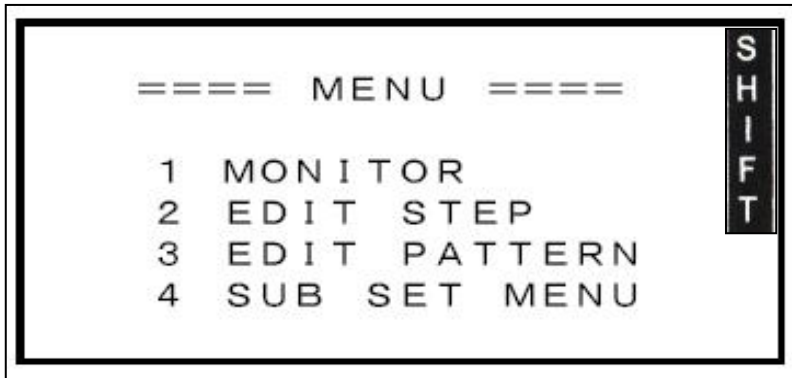 ==== MENU ====
1 MONITOR
2 EDIT STEP
3 EDIT PATTERN
4 SUB SET MENU
SHIFT